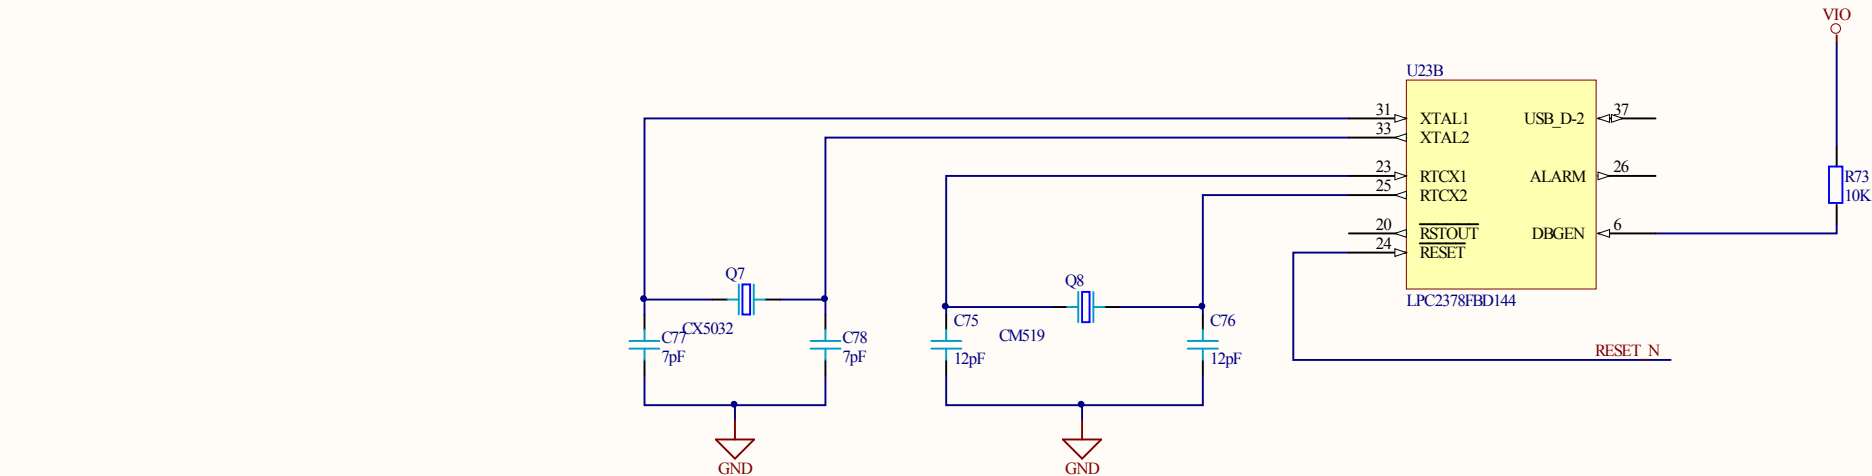 VIO
U23B
31 XTAL1 USB_D-2 37
33 XTAL2
23 RTCX1 ALARM 26
25 RTCX2
R73
10K
20 RSTOUT DBGEN 6
24 RESET
LPC2378FBD144
Q7
Q8
CX5032
C77
7pF
C78
7pF
C75
12pF
CM519
C76
12pF
RESET_N
GND
GND